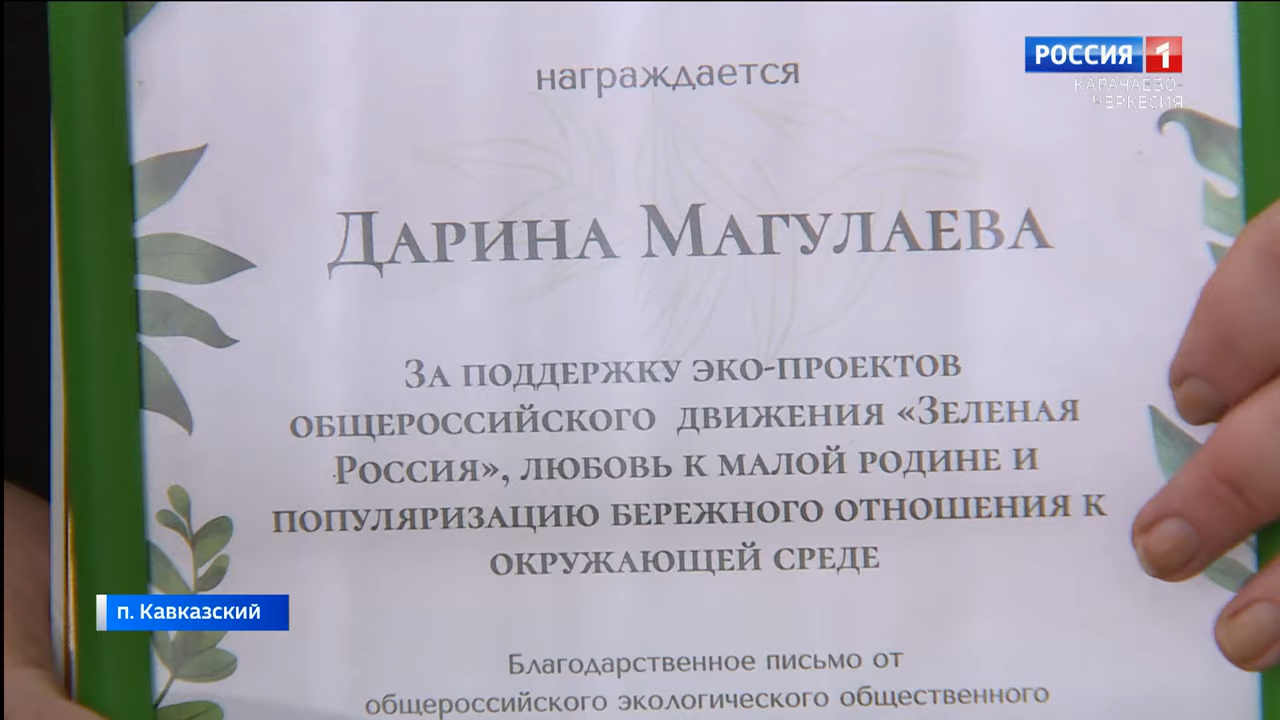 РОССИЯ 1
КАРАЧАЕВО-
ЧЕРКЕСИЯ
награждается
Дарина Магулаева
За поддержку эко-проектов
общероссийского движения «Зеленая
Россия», любовь к малой родине и
популяризацию бережного отношения к
окружающей среде
п. Кавказский
Благодарственное письмо от
общероссийского экологического общественного